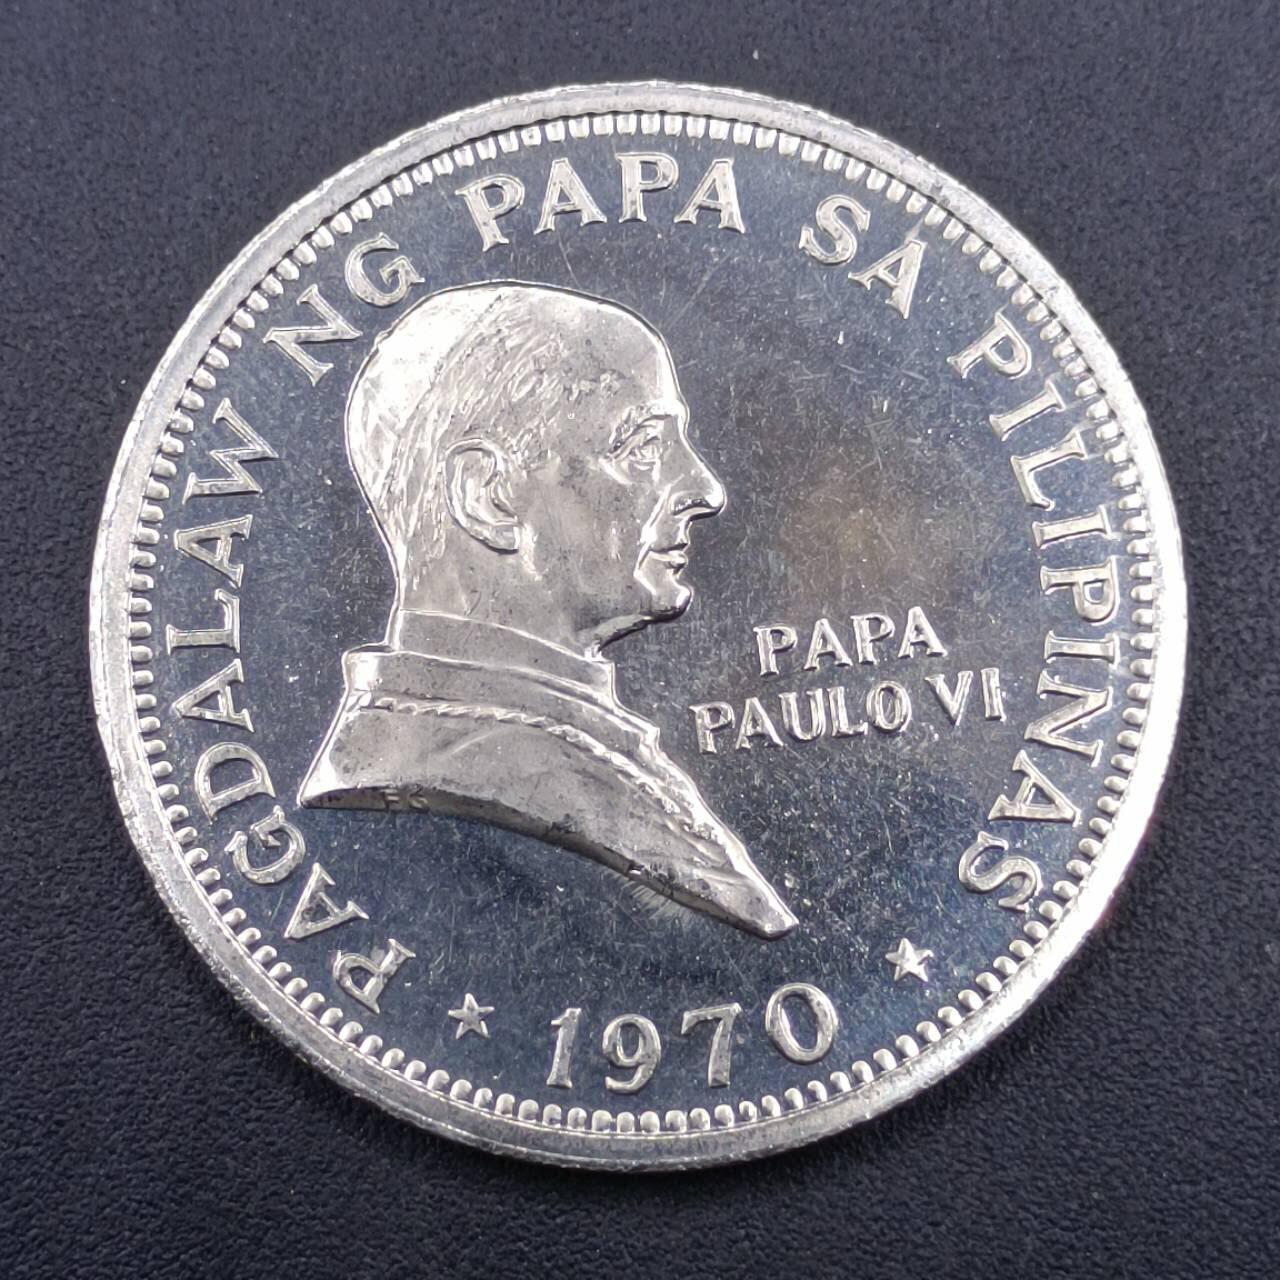 PAGDALAW NG PAPA SA PILIPINAS
PAPA
PAULO VI
1970